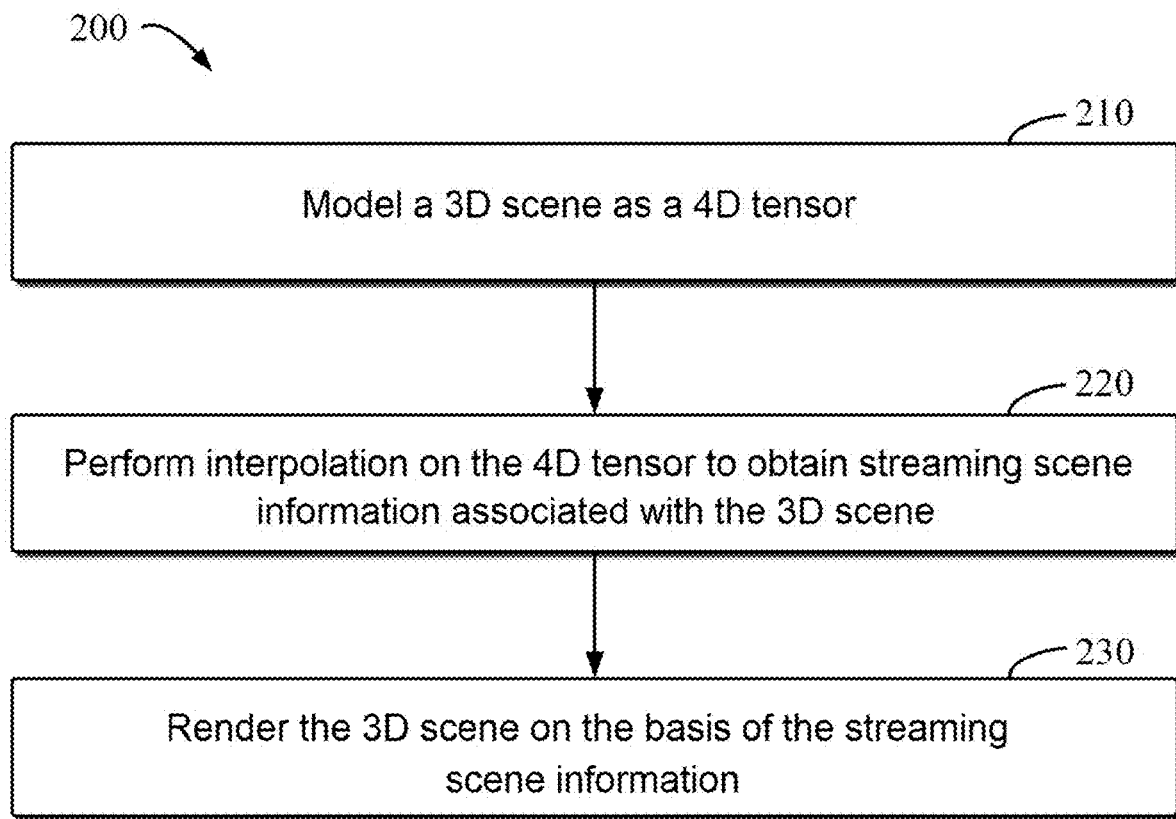 200
210
Model a 3D scene as a 4D tensor
220
Perform interpolation on the 4D tensor to obtain streaming scene
information associated with the 3D scene
230
Render the 3D scene on the basis of the streaming
scene information